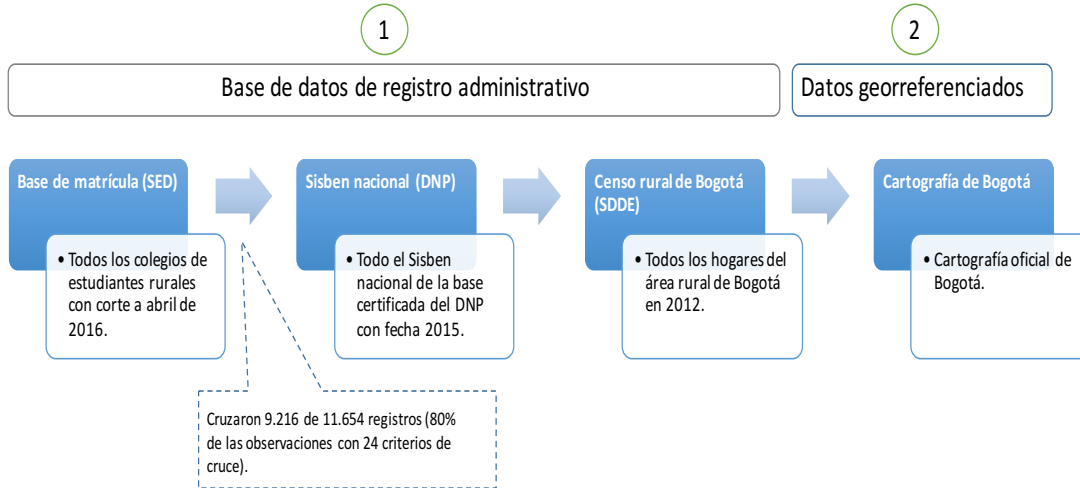 1
2
Base de datos de registro administrativo
Datos georreferenciados
Base de matrícula (SED)
• Todos los colegios de
estudiantes rurales
con corte a abril de
2016.
Sisben nacional (DNP)
• Todo el Sisben
nacional de la base
certificada del DNP
con fecha 2015.
Censo rural de Bogotá
(SDDE)
• Todos los hogares del
área rural de Bogotá
en 2012.
Cartografía de Bogotá
• Cartografía oficial de
Bogotá.
Cruzaron 9.216 de 11.654 registros (80%
de las observaciones con 24 criterios de
cruce).